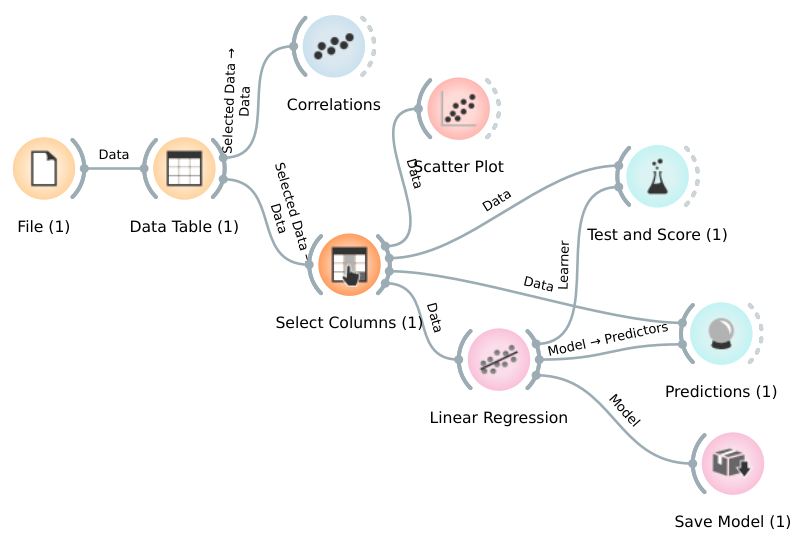 Correlations
Selected Data →
Data
Scatter Plot
Data
File (1)
Data
Data Table (1)
Selected Data →
Data
Select Columns (1)
Data
Test and Score (1)
Learner
Data
Data
Linear Regression
Model → Predictors
Predictions (1)
Model
Save Model (1)